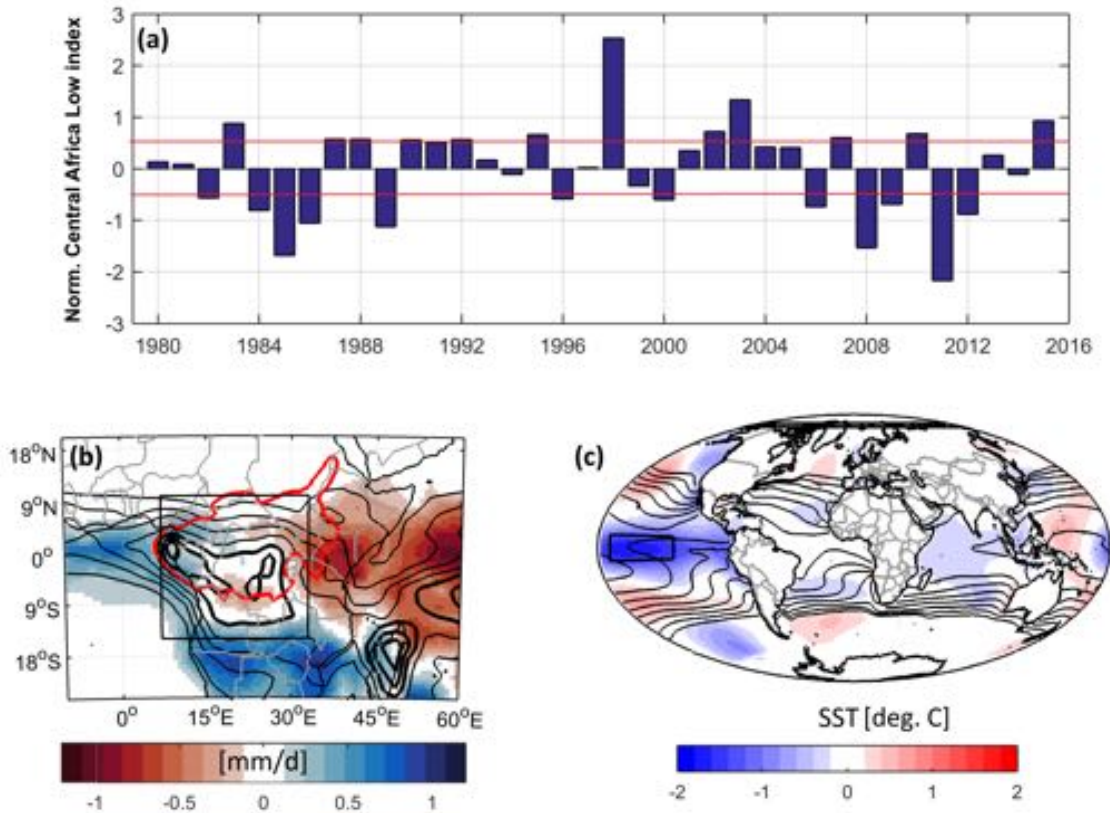 3
(a)
2
1
0
-1
-2
-3
Norm. Central Africa Low index
1980 1984 1988 1992 1996 2000 2004 2008 2012 2016
(b)
18°N
9°N
0°
9°S
18°S
0° 15°E 30°E 45°E 60°E
[mm/d]
-1 -0.5 0 0.5 1
(c)
SST [deg. C]
-2 -1 0 1 2